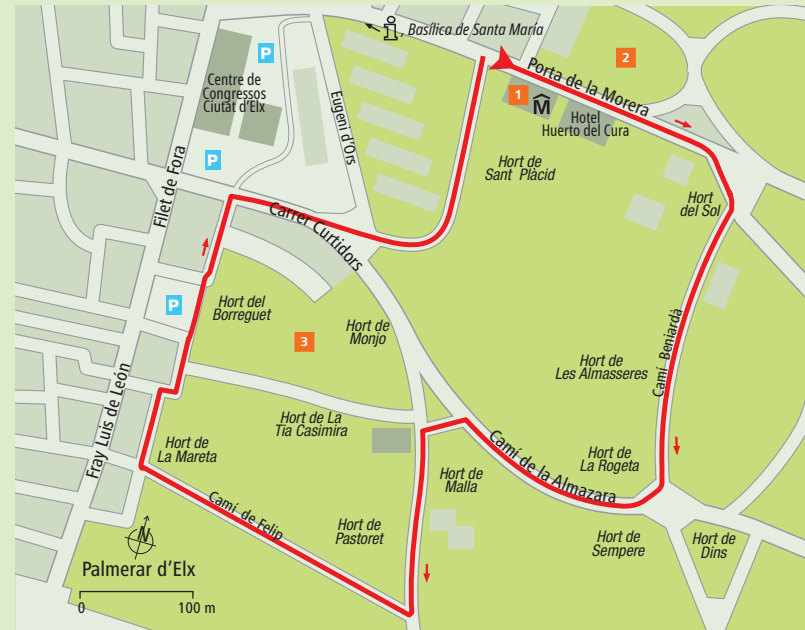 i, Basílica de Santa María
P
Centre de
Congressos
Ciutat d'Elx
2
Porta de la Morera
1
M
Hotel
Huerto del Cura
Eugeni d'Ors
P
Hort de
Sant Plàcid
Filet de Fora
Hort
del Sol
Carrer Curtidors
P
Hort del
Borreguet
3
Hort de
Monjo
Camí Beniardà
Hort de
Les Almasseres
Fray Luis de León
Hort de La
Tia Casimira
Hort de
La Mareta
Camí de la Almazara
Hort de
La Rogeta
Hort de
Malla
Camí de Felip
Hort de
Pastoret
Hort de
Sempere
Hort de
Dins
N
Palmerar d'Elx
0 100 m